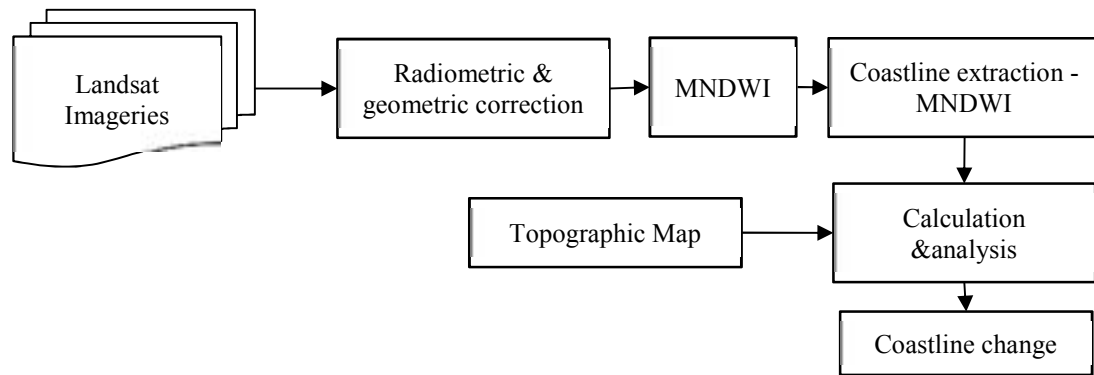 Landsat
Imageries
Radiometric &
geometric correction
MNDWI
Coastline extraction -
MNDWI
Topographic Map
Calculation
&analysis
Coastline change